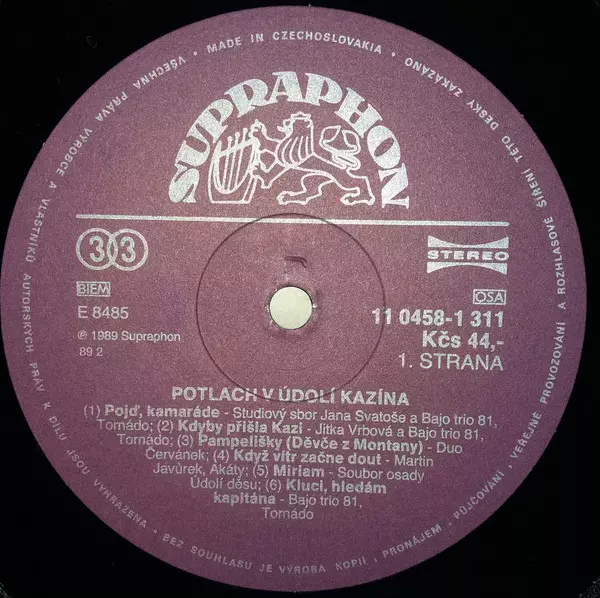 MADE IN CZECHOSLOVAKIA • VŠECHNA PRÁVA VÝROBCE A VLASTNÍKŮ AUTORSKÝCH PRÁV K DÍLU JSOU VYHRAŽENA • BEZ SOUHLASU JE VÝROBA KOPIÍ, PRONÁJEM, PŮJČOVÁNÍ, VEŘEJNÉ PROVOZOVÁNÍ A ROZHLASOVÉ ŠÍŘENÍ TÉTO DESKY ZAKÁZÁNO •
SUPRAPHON
33
STEREO
BIEM
OSA
E 8485
11 0458-1 311
℗ 1989 Supraphon
Kčs 44,-
89 2
1. STRANA
POTLACH V ÚDOLÍ KAZÍNA
(1) Pojď, kamaráde - Studiový sbor Jana Svatoše a Bajo trio 81,
Tornádo; (2) Kdyby přišla Kazi - Jitka Vrbová a Bajo trio 81,
Tornádo; (3) Pampelišky (Děvče z Montany) - Duo
Červánek; (4) Když vítr začne dout - Martin
Javůrek, Akáty; (5) Miriam - Soubor osady
Údolí děsu; (6) Kluci, hledám
kapitána - Bajo trio 81,
Tornádo